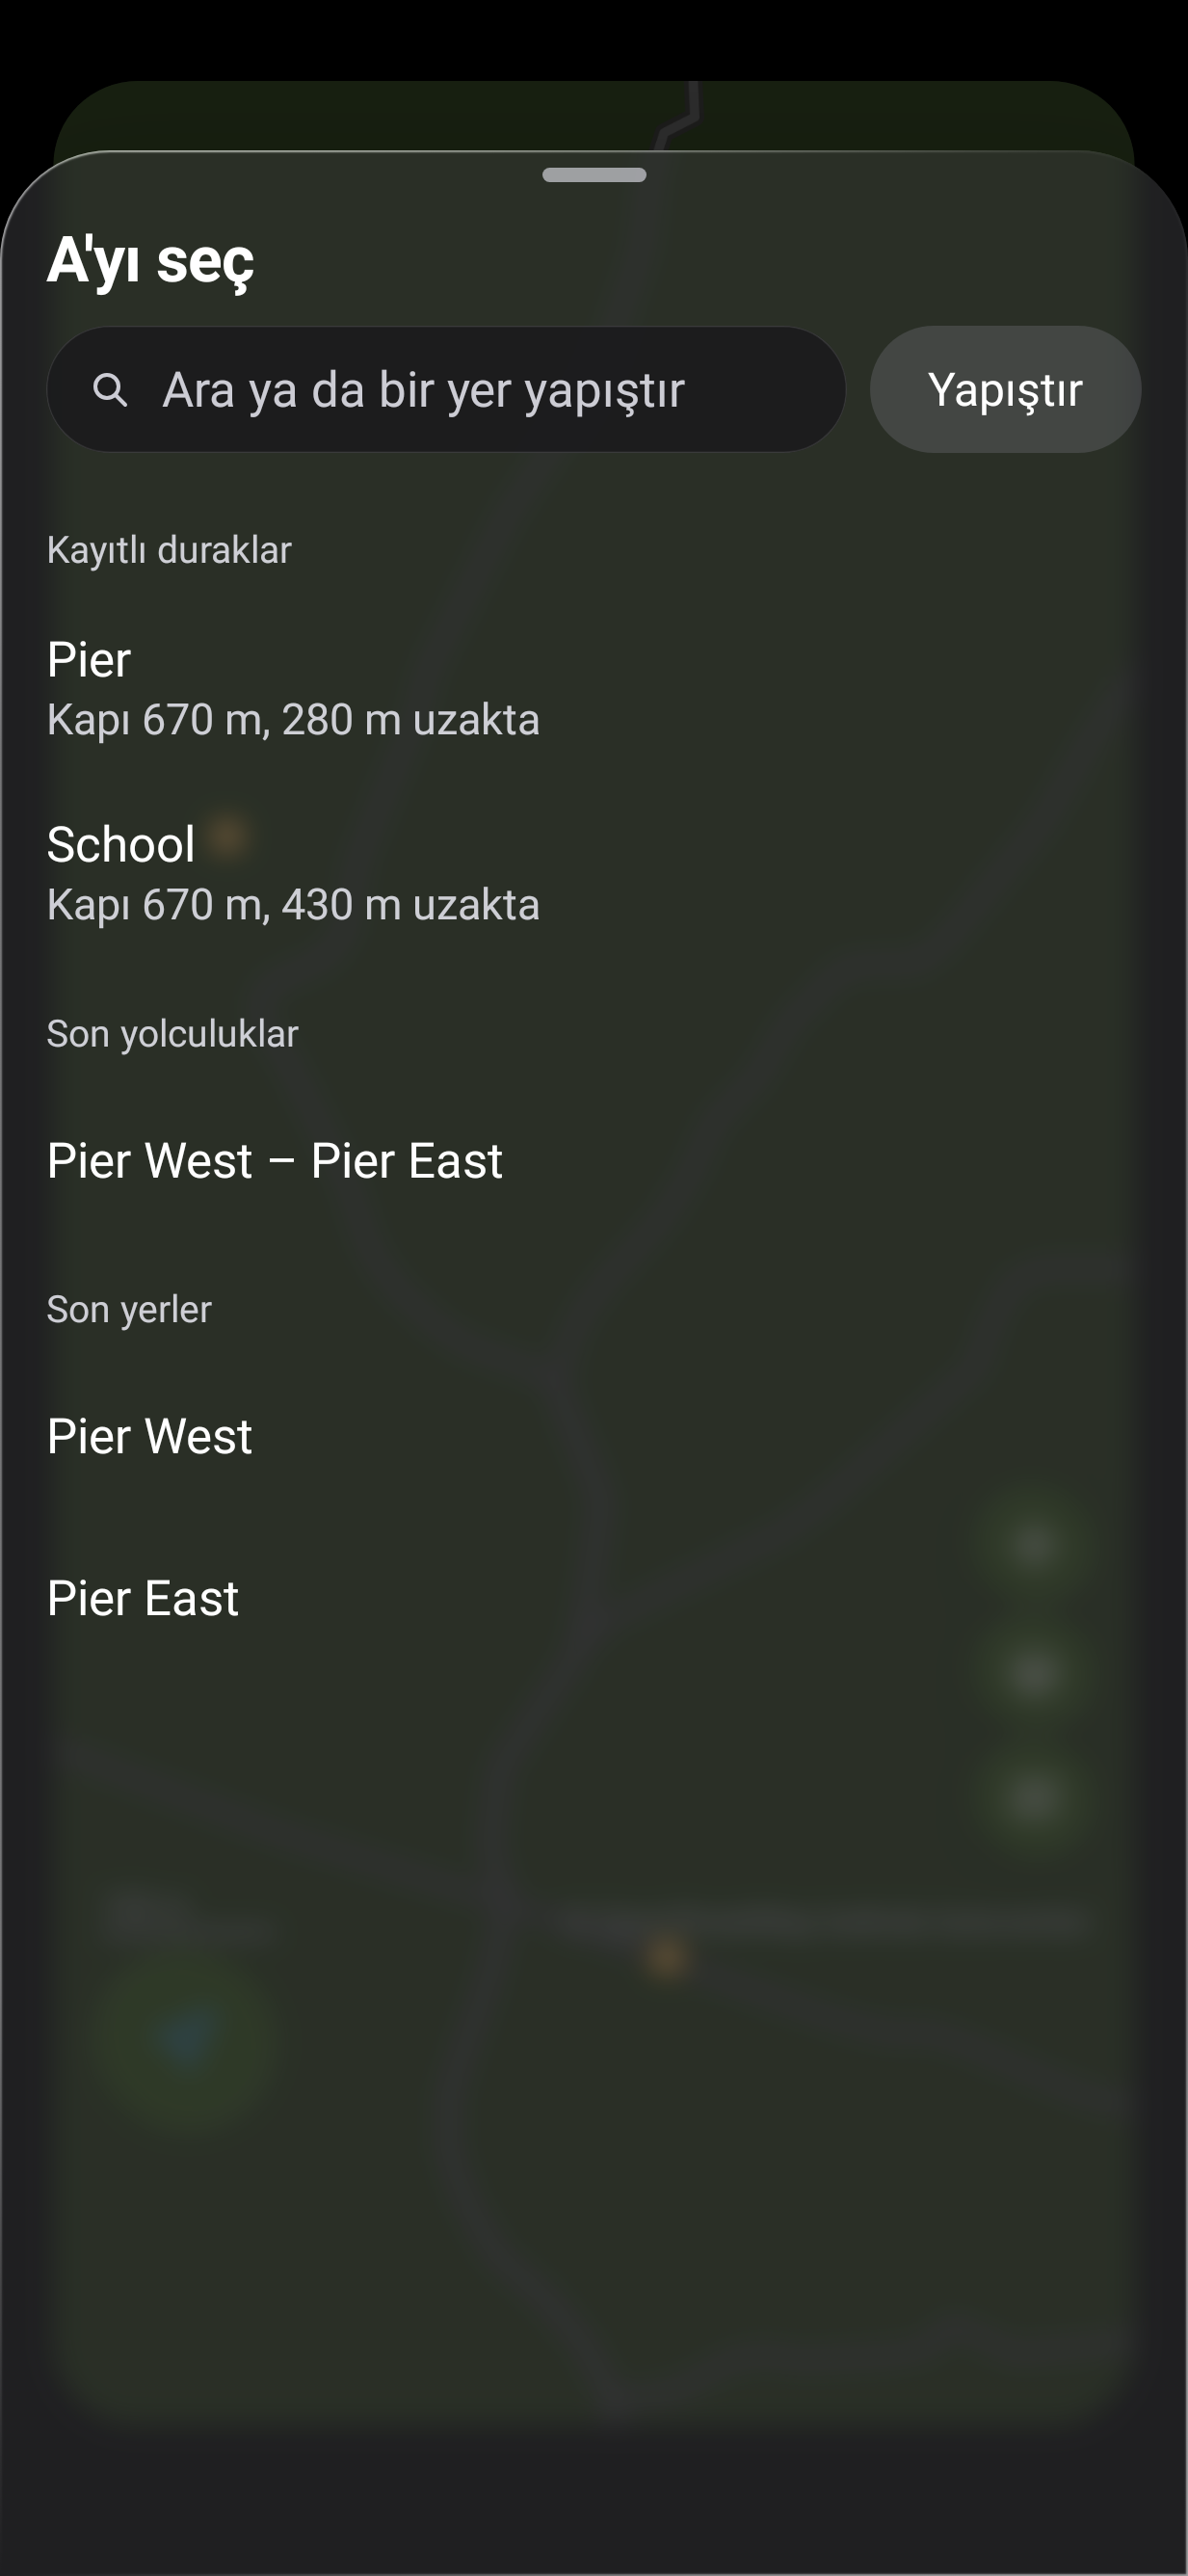 A'yı seç
Ara ya da bir yer yapıştır
Yapıştır
Kayıtlı duraklar
Pier
Kapı 670 m, 280 m uzakta
School
Kapı 670 m, 430 m uzakta
Son yolculuklar
Pier West – Pier East
Son yerler
Pier West
Pier East